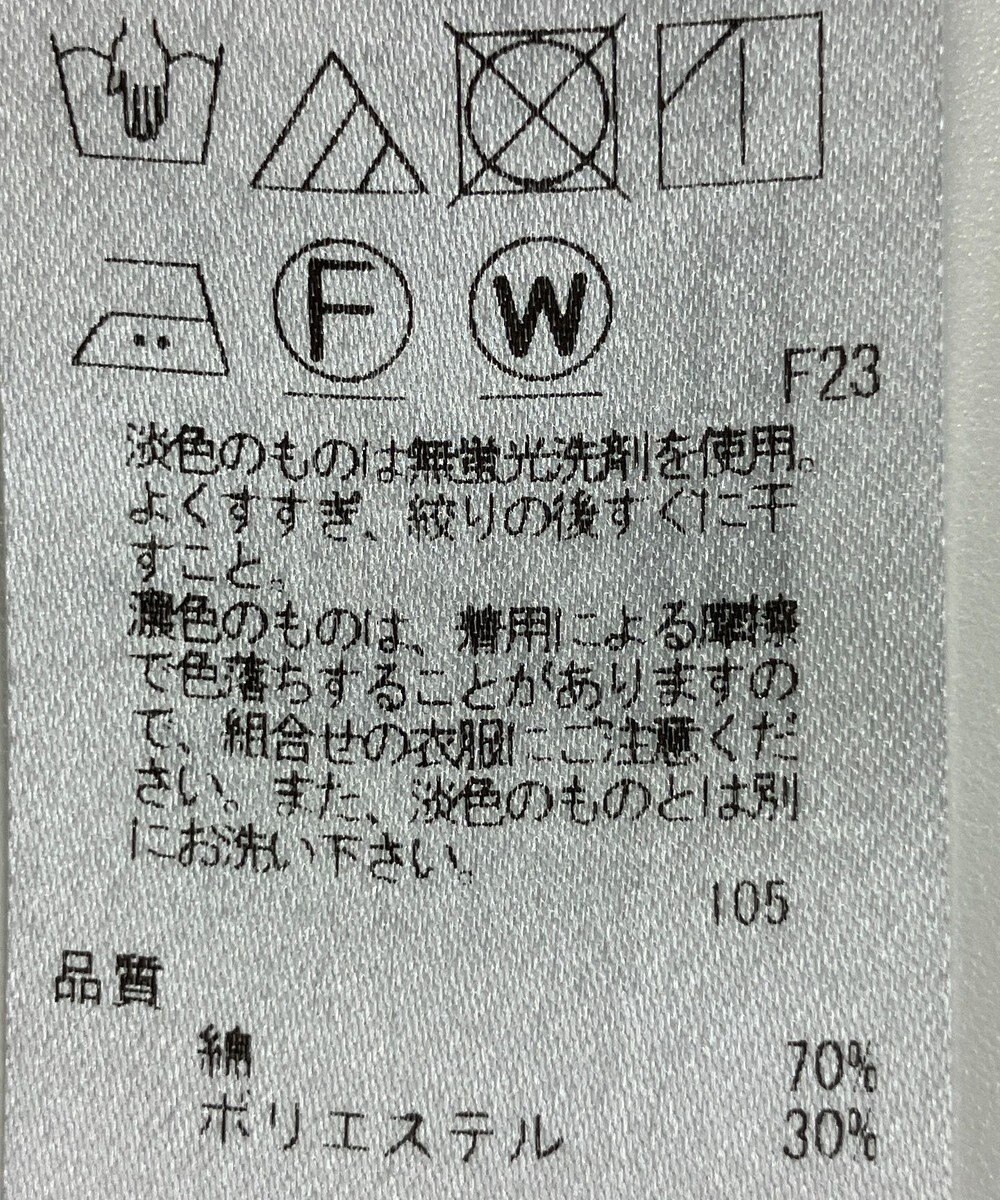 F W
F23
淡色のものは無蛍光洗剤を使用。
よくすすぎ、絞りの後すぐに干
すこと。
濃色のものは、着用による摩擦
で色落ちすることがありますの
で、組合せの衣服にご注意くだ
さい。また、淡色のものとは別
にお洗い下さい。
105
品質
綿 70%
ポリエステル 30%